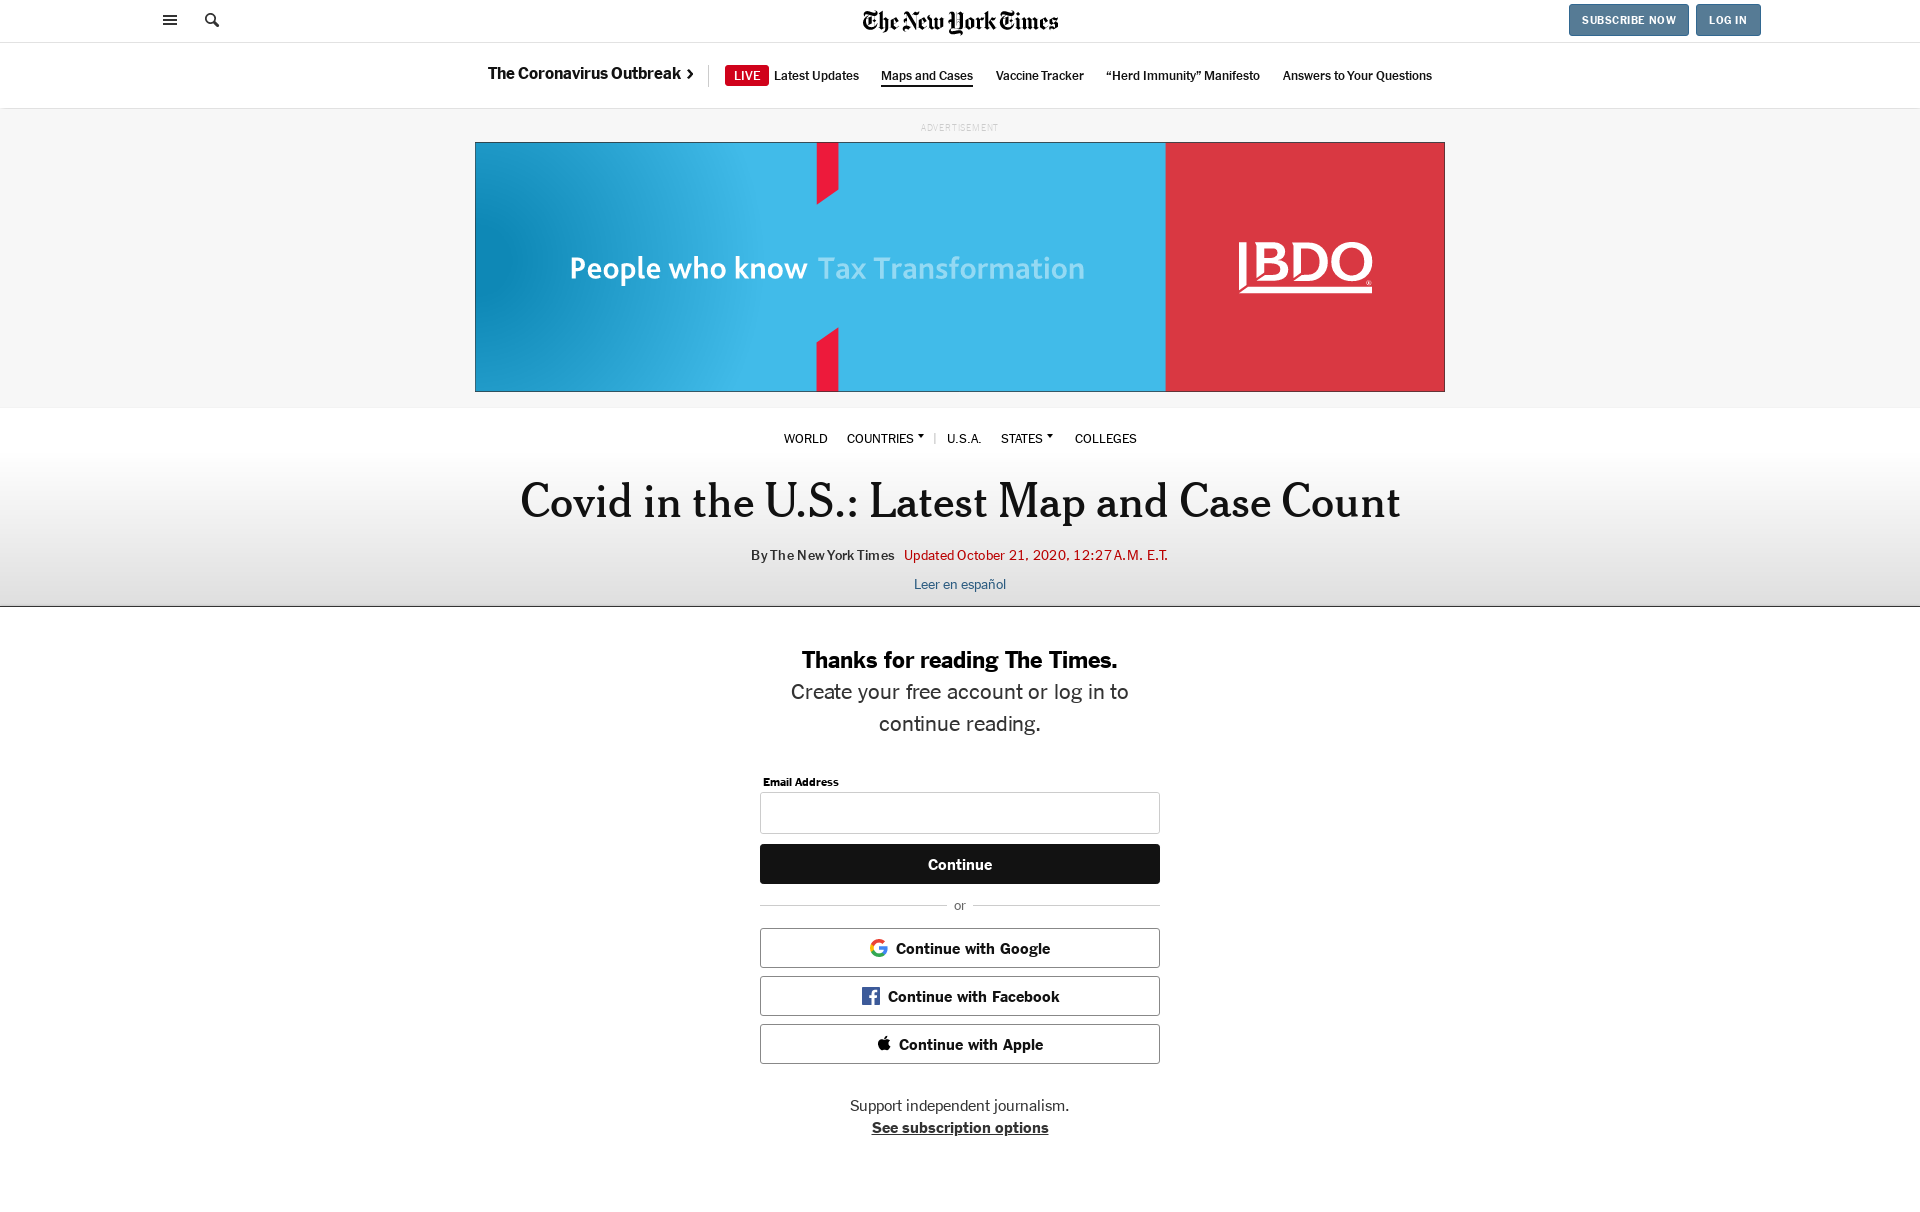 The New York Times
SUBSCRIBE NOW
LOG IN
The Coronavirus Outbreak
LIVE Latest Updates
Maps and Cases
Vaccine Tracker
“Herd Immunity” Manifesto
Answers to Your Questions
ADVERTISEMENT
People who know Tax Transformation
BDO®
WORLD COUNTRIES | U.S.A. STATES COLLEGES
Covid in the U.S.: Latest Map and Case Count
By The New York Times Updated October 21, 2020, 12:27 A.M. E.T.
Leer en español
Thanks for reading The Times.
Create your free account or log in to
continue reading.
Email Address
Continue
or
Continue with Google
Continue with Facebook
Continue with Apple
Support independent journalism.
See subscription options